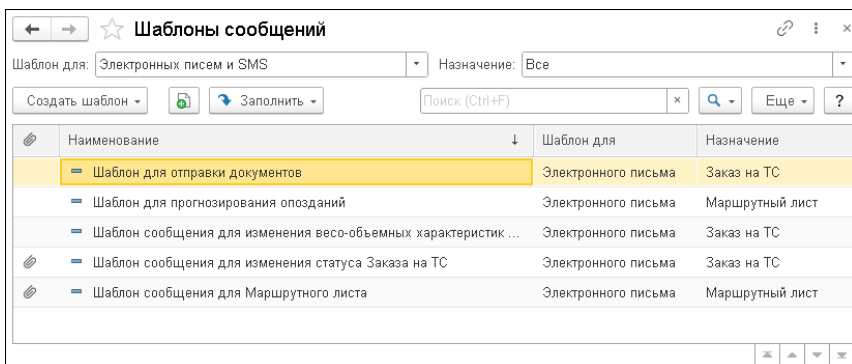 Шаблоны сообщений
Шаблон для: Электронных писем и SMS Назначение: Все
Создать шаблон Заполнить Поиск (Ctrl+F) Еще ?
Наименование ↓ Шаблон для Назначение
Шаблон для отправки документов Электронного письма Заказ на ТС
Шаблон для прогнозирования опозданий Электронного письма Маршрутный лист
Шаблон сообщения для изменения весо-объемных характеристик ... Электронного письма Заказ на ТС
Шаблон сообщения для изменения статуса Заказа на ТС Электронного письма Заказ на ТС
Шаблон сообщения для Маршрутного листа Электронного письма Маршрутный лист